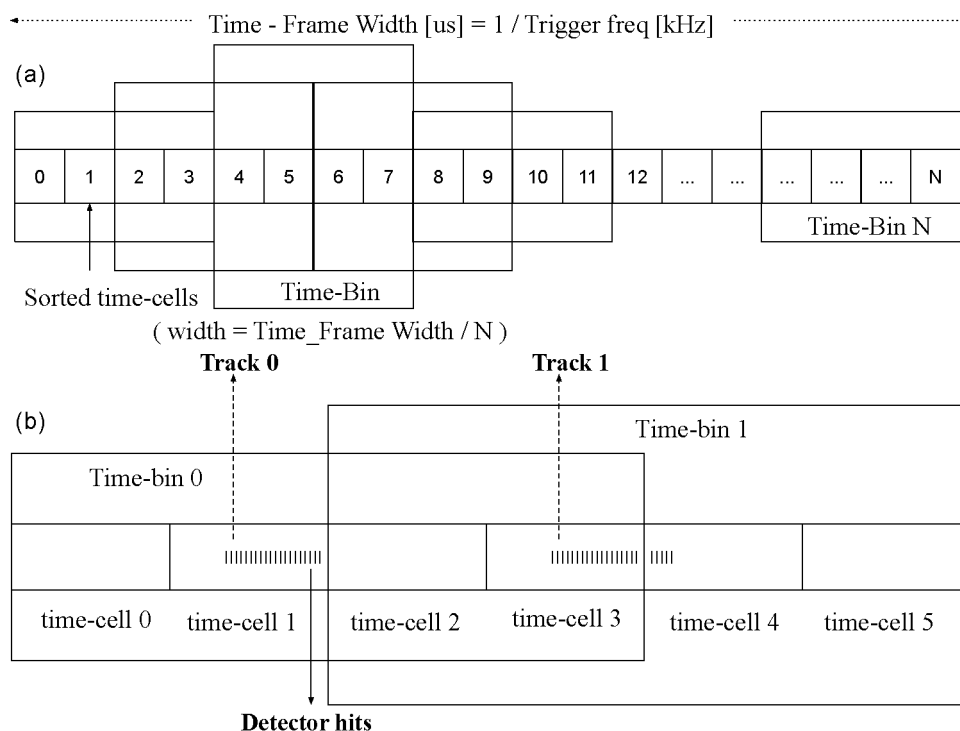 Time - Frame Width [us] = 1 / Trigger freq [kHz]
(a)
0 1 2 3 4 5 6 7 8 9 10 11 12 ... ... ... ... ... N
Time-Bin N
Sorted time-cells
Time-Bin
( width = Time_Frame Width / N )
Track 0
Track 1
(b)
Time-bin 1
Time-bin 0
time-cell 0 time-cell 1 time-cell 2 time-cell 3 time-cell 4 time-cell 5
Detector hits